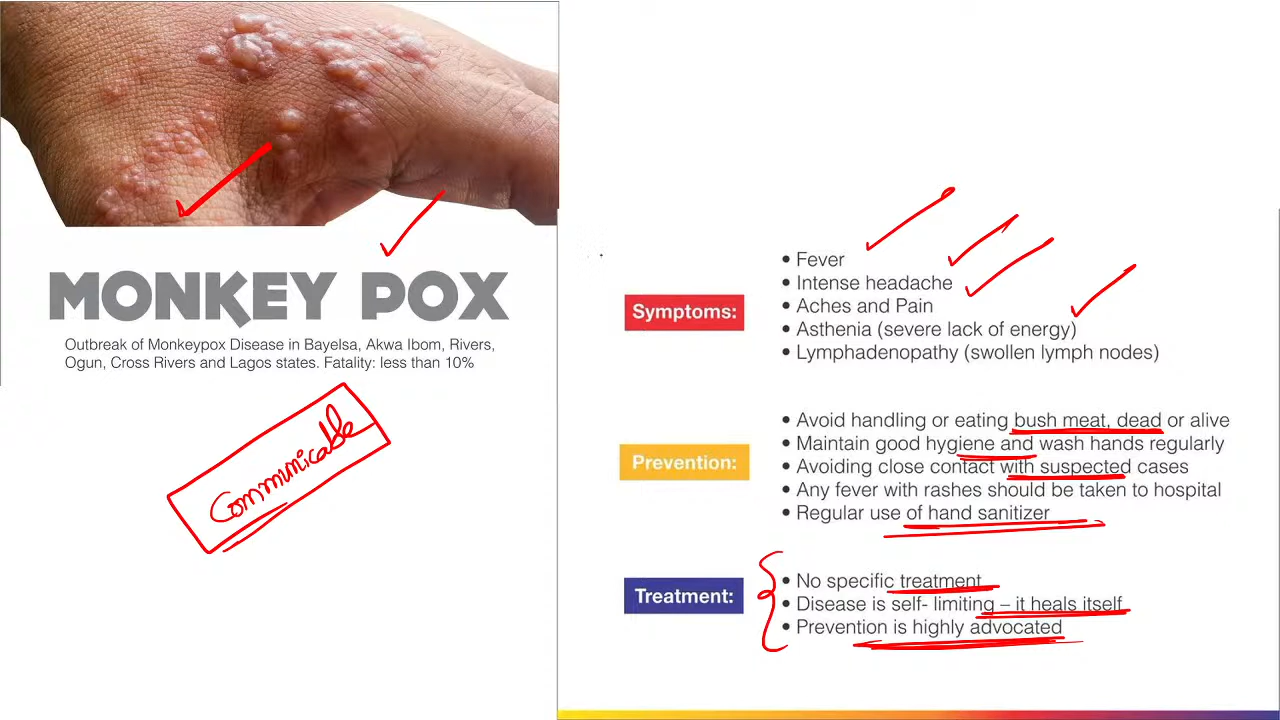 MONKEY POX
Outbreak of Monkeypox Disease in Bayelsa, Akwa Ibom, Rivers,
Ogun, Cross Rivers and Lagos states. Fatality: less than 10%
Communicable
Symptoms:
• Fever
• Intense headache
• Aches and Pain
• Asthenia (severe lack of energy)
• Lymphadenopathy (swollen lymph nodes)
Prevention:
• Avoid handling or eating bush meat, dead or alive
• Maintain good hygiene and wash hands regularly
• Avoiding close contact with suspected cases
• Any fever with rashes should be taken to hospital
• Regular use of hand sanitizer
Treatment:
• No specific treatment
• Disease is self- limiting – it heals itself
• Prevention is highly advocated